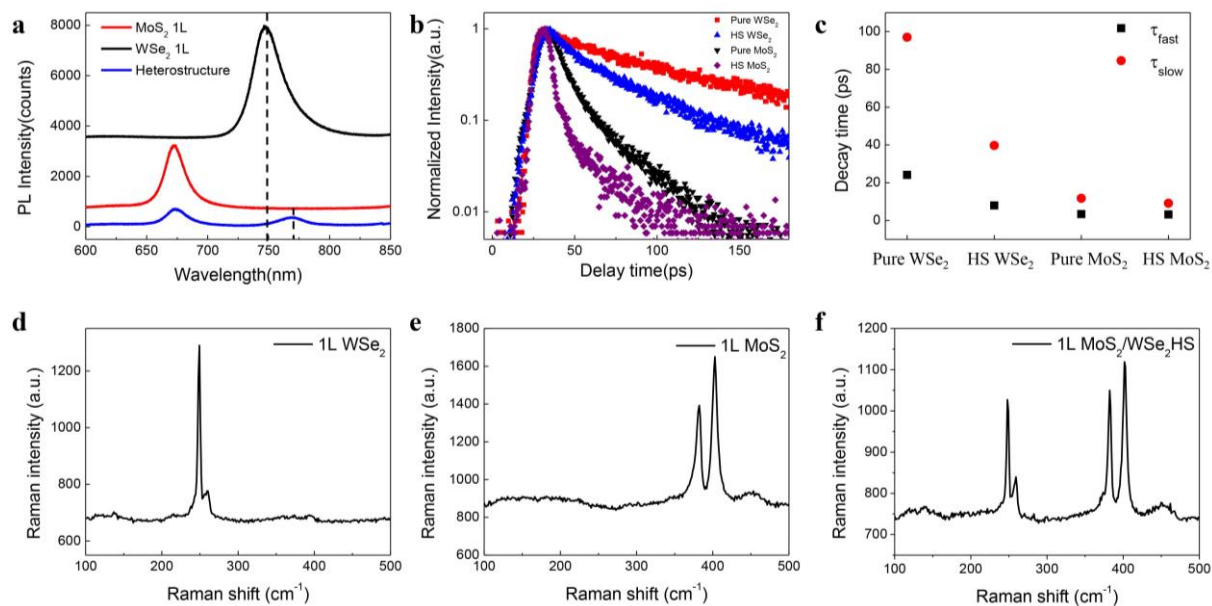 a
MoS₂ 1L
WSe₂ 1L
Heterostructure
8000
6000
4000
2000
0
PL Intensity(counts)
600 650 700 750 800 850
Wavelength(nm)
b
Pure WSe₂
HS WSe₂
Pure MoS₂
HS MoS₂
1
0.1
0.01
Normalized Intensity(a.u.)
0 50 100 150
Delay time(ps)
c
τfast
τslow
100
80
60
40
20
0
Decay time (ps)
Pure WSe₂ HS WSe₂ Pure MoS₂ HS MoS₂
d
1L WSe₂
1200
1000
800
600
Raman intensity (a.u.)
100 200 300 400 500
Raman shift (cm⁻¹)
e
1L MoS₂
1800
1600
1400
1200
1000
800
600
Raman intensity (a.u.)
100 200 300 400 500
Raman shift (cm⁻¹)
f
1L MoS₂/WSe₂HS
1200
1100
1000
900
800
700
Raman intensity (a.u.)
100 200 300 400 500
Raman shift (cm⁻¹)